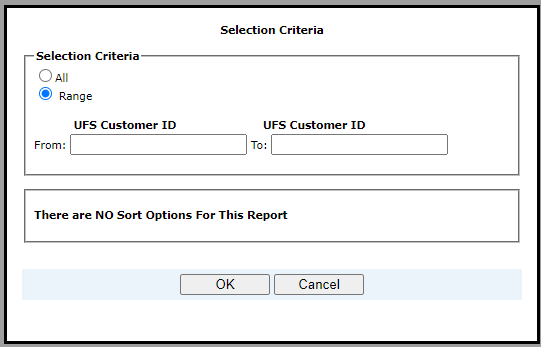 Selection Criteria
Selection Criteria
All
Range
UFS Customer ID UFS Customer ID
From: To:
There are NO Sort Options For This Report
OK Cancel